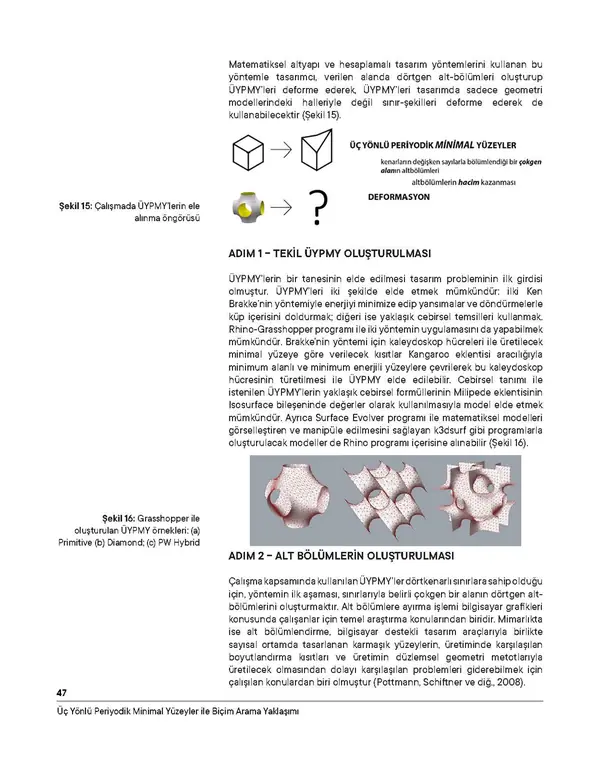 Matematiksel altyapı ve hesaplamalı tasarım yöntemlerini kullanan bu
yöntemle tasarımcı, verilen alanda dörtgen alt-bölümleri oluşturup
ÜYPMY'leri deforme ederek, ÜYPMY'leri tasarımda sadece geometri
modellerindeki halleriyle değil sınır-şekilleri deforme ederek de
kullanabilecektir (Şekil 15).
ÜÇ YÖNLÜ PERİYODİK MİNİMAL YÜZEYLER
kenarların değişken sayılarla bölümlendiği bir çokgen
alanın altbölümleri
altbölümlerin hacim kazanması
DEFORMASYON
?
Şekil 15: Çalışmada ÜYPMY'lerin ele
alınma öngörüsü
ADIM 1 – TEKİL ÜYPMY OLUŞTURULMASI
ÜYPMY'lerin bir tanesinin elde edilmesi tasarım probleminin ilk girdisi
olmuştur. ÜYPMY'leri iki şekilde elde etmek mümkündür: ilki Ken
Brakke'nin yöntemiyle enerjiyi minimize edip yansımalar ve döndürmelerle
küp içerisini doldurmak; diğeri ise yaklaşık cebirsel temsilleri kullanmak.
Rhino-Grasshopper programı ile iki yöntemin uygulamasını da yapabilmek
mümkündür. Brakke'nin yöntemi için kaleydoskop hücreleri ile üretilecek
minimal yüzeye göre verilecek kısıtlar Kangaroo eklentisi aracılığıyla
minimum alanlı ve minimum enerjili yüzeylere çevrilerek bu kaleydoskop
hücresinin türetilmesi ile ÜYPMY elde edilebilir. Cebirsel tanımı ile
istenilen ÜYPMY'lerin yaklaşık cebirsel formüllerinin Milipede eklentisinin
Isosurface bileşeninde değerler olarak kullanılmasıyla model elde etmek
mümkündür. Ayrıca Surface Evolver programı ile matematiksel modelleri
görselleştiren ve manipüle edilmesini sağlayan k3dsurf gibi programlarla
oluşturulacak modeller de Rhino programı içerisine alınabilir (Şekil 16).
Şekil 16: Grasshopper ile
oluşturulan ÜYPMY örnekleri: (a)
Primitive (b) Diamond; (c) PW Hybrid
ADIM 2 – ALT BÖLÜMLERİN OLUŞTURULMASI
Çalışma kapsamında kullanılan ÜYPMY'ler dörtkenarlı sınırlara sahip olduğu
için, yöntemin ilk aşaması, sınırlarıyla belirli çokgen bir alanın dörtgen alt-
bölümlerini oluşturmaktır. Alt bölümlere ayırma işlemi bilgisayar grafikleri
konusunda çalışanlar için temel araştırma konularından biridir. Mimarlıkta
ise alt bölümlendirme, bilgisayar destekli tasarım araçlarıyla birlikte
sayısal ortamda tasarlanan karmaşık yüzeylerin, üretiminde karşılaşılan
boyutlandırma kısıtları ve üretimin düzlemsel geometri metotlarıyla
üretilecek olmasından dolayı karşılaşılan problemleri giderebilmek için
çalışılan konulardan biri olmuştur (Pottmann, Schiftner ve diğ., 2008).
47
Üç Yönlü Periyodik Minimal Yüzeyler ile Biçim Arama Yaklaşımı